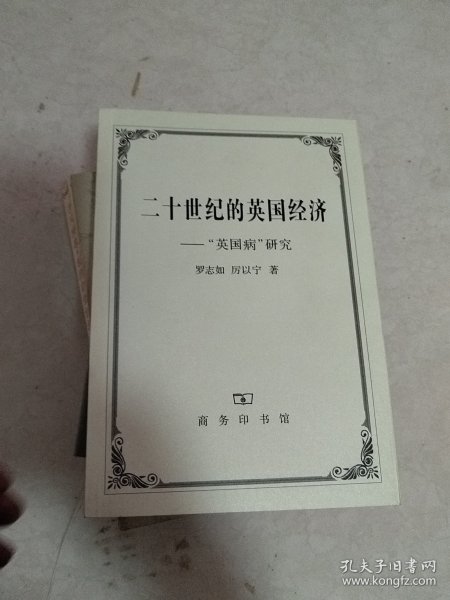 二十世纪的英国经济
——“英国病”研究
罗志如 厉以宁 著
商务印书馆
孔夫子旧书网
www.kongfz.com